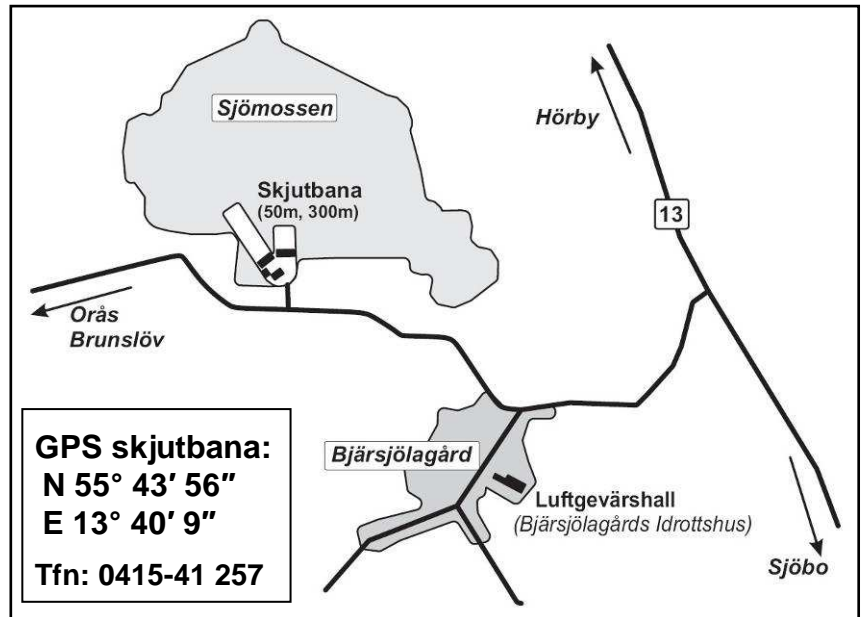 Sjömossen
Hörby
Skjutbana
(50m, 300m)
13
Orås
Brunslöv
GPS skjutbana:
N 55° 43′ 56″
E 13° 40′ 9″
Tfn: 0415-41 257
Bjärsjölagård
Luftgevärshall
(Bjärsjölagårds Idrottshus)
Sjöbo